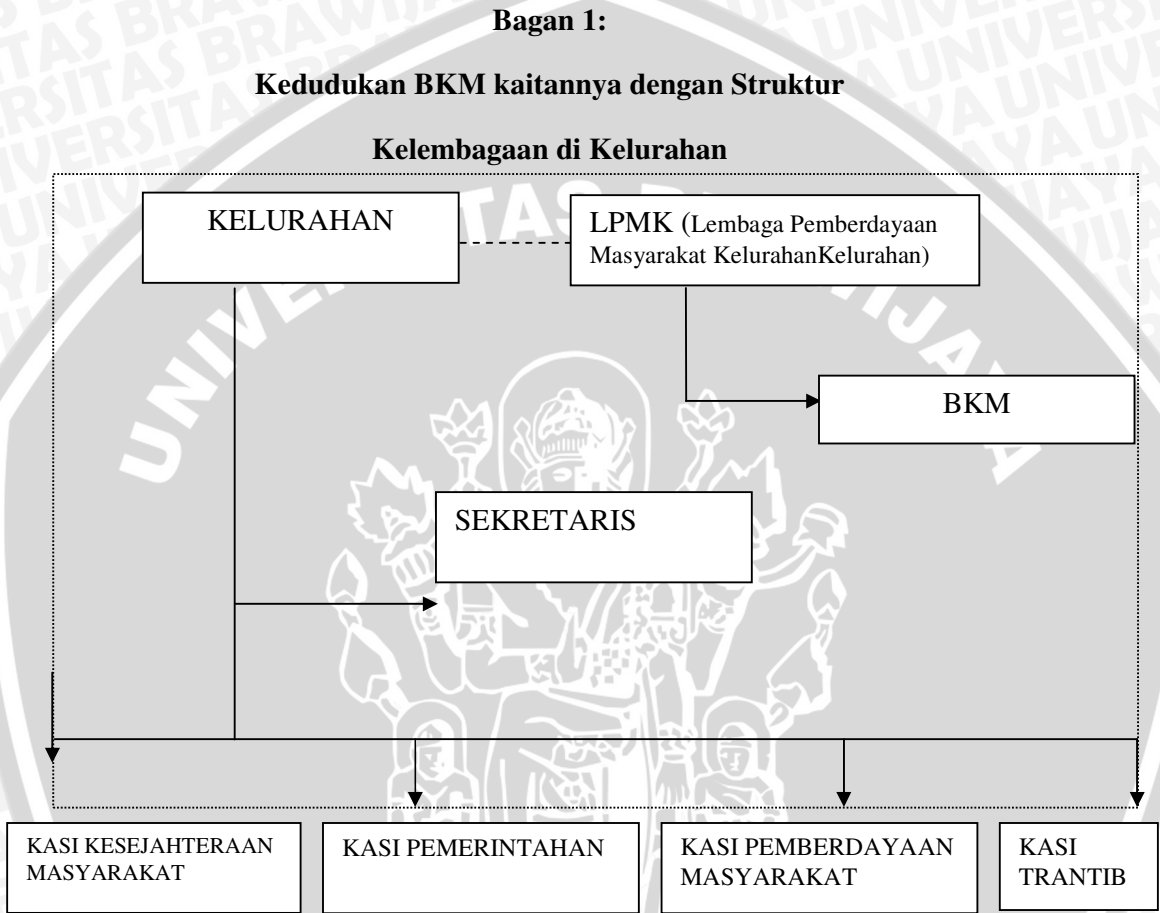 Bagan 1:
Kedudukan BKM kaitannya dengan Struktur
Kelembagaan di Kelurahan
KELURAHAN
LPMK (Lembaga Pemberdayaan
Masyarakat KelurahanKelurahan)
BKM
SEKRETARIS
KASI KESEJAHTERAAN
MASYARAKAT
KASI PEMERINTAHAN
KASI PEMBERDAYAAN
MASYARAKAT
KASI
TRANTIB